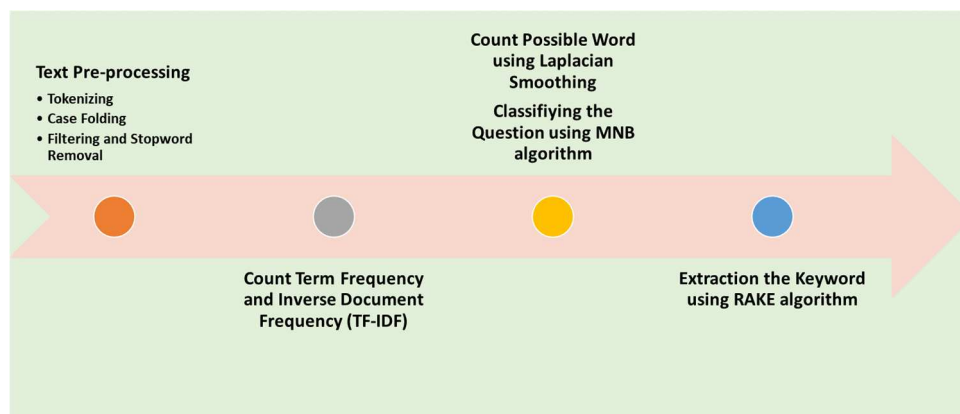 Text Pre-processing
• Tokenizing
• Case Folding
• Filtering and Stopword
Removal
Count Term Frequency
and Inverse Document
Frequency (TF-IDF)
Count Possible Word
using Laplacian
Smoothing
Classifiying the
Question using MNB
algorithm
Extraction the Keyword
using RAKE algorithm